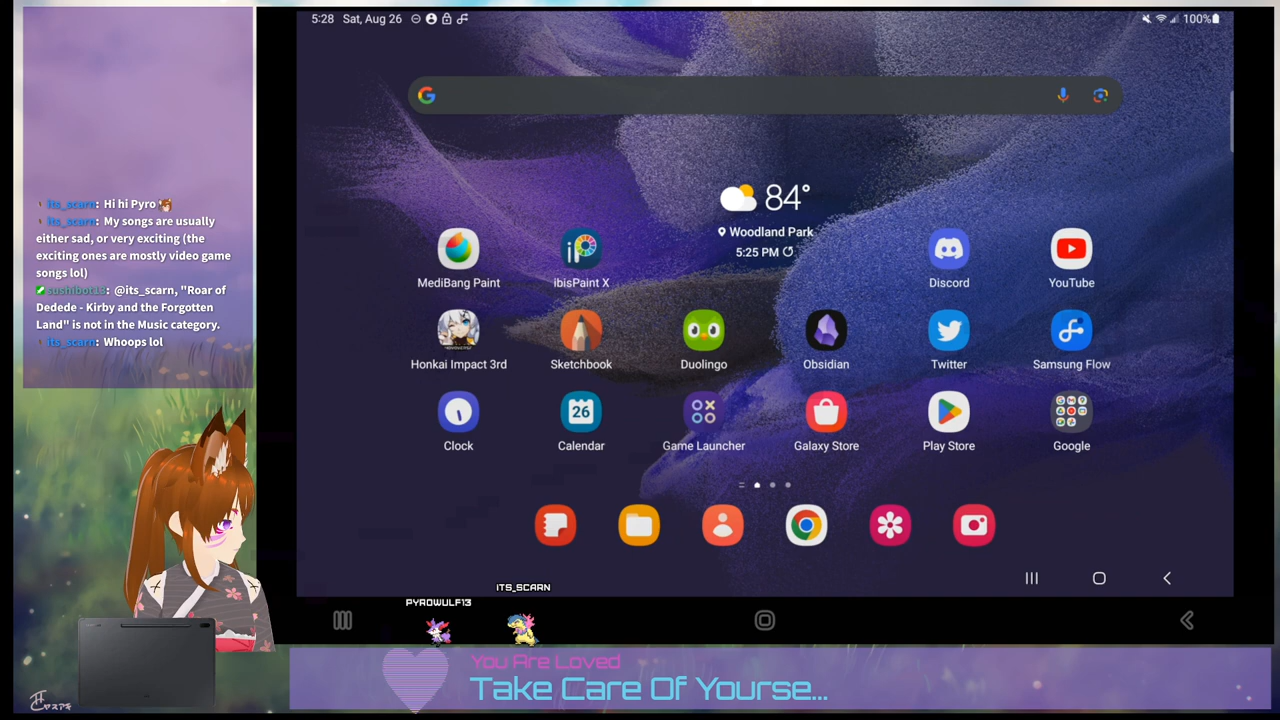 5:28 Sat, Aug 26
100%
its_scarn: Hi hi Pyro
its_scarn: My songs are usually
either sad, or very exciting (the
exciting ones are mostly video game
songs lol)
sushibot13: @its_scarn, "Roar of
Dedede - Kirby and the Forgotten
Land" is not in the Music category.
its_scarn: Whoops lol
84°
Woodland Park
5:25 PM
MediBang Paint
ibisPaint X
Discord
YouTube
Honkai Impact 3rd
Sketchbook
Duolingo
Obsidian
Twitter
Samsung Flow
26
Clock
Calendar
Game Launcher
Galaxy Store
Play Store
Google
ITS_SCARN
PYROWULF13
You Are Loved
Take Care Of Yourse...